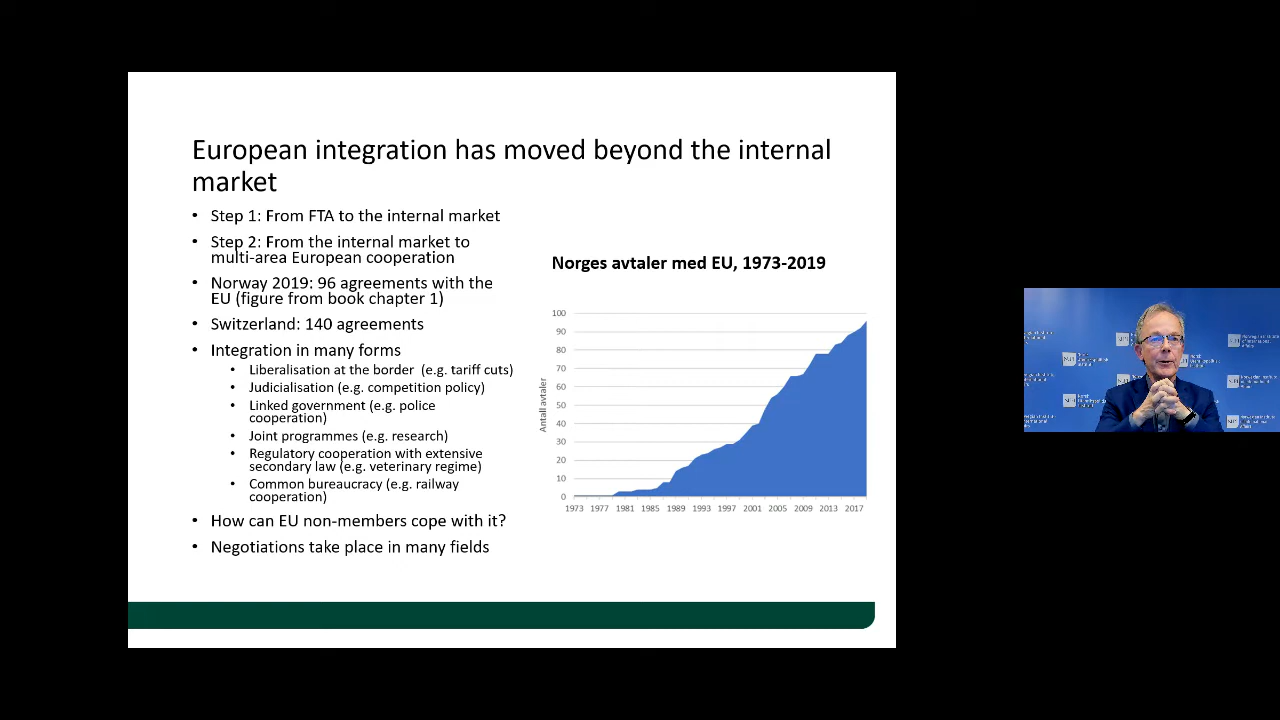 European integration has moved beyond the internal
market
• Step 1: From FTA to the internal market
• Step 2: From the internal market to
multi-area European cooperation
• Norway 2019: 96 agreements with the
EU (figure from book chapter 1)
• Switzerland: 140 agreements
• Integration in many forms
• Liberalisation at the border (e.g. tariff cuts)
• Judicialisation (e.g. competition policy)
• Linked government (e.g. police
cooperation)
• Joint programmes (e.g. research)
• Regulatory cooperation with extensive
secondary law (e.g. veterinary regime)
• Common bureaucracy (e.g. railway
cooperation)
• How can EU non-members cope with it?
• Negotiations take place in many fields
Norges avtaler med EU, 1973-2019
Antall avtaler
100
90
80
70
60
50
40
30
20
10
0
1973 1977 1981 1985 1989 1993 1997 2001 2005 2009 2013 2017
Norwegian Institute
of International
Affairs